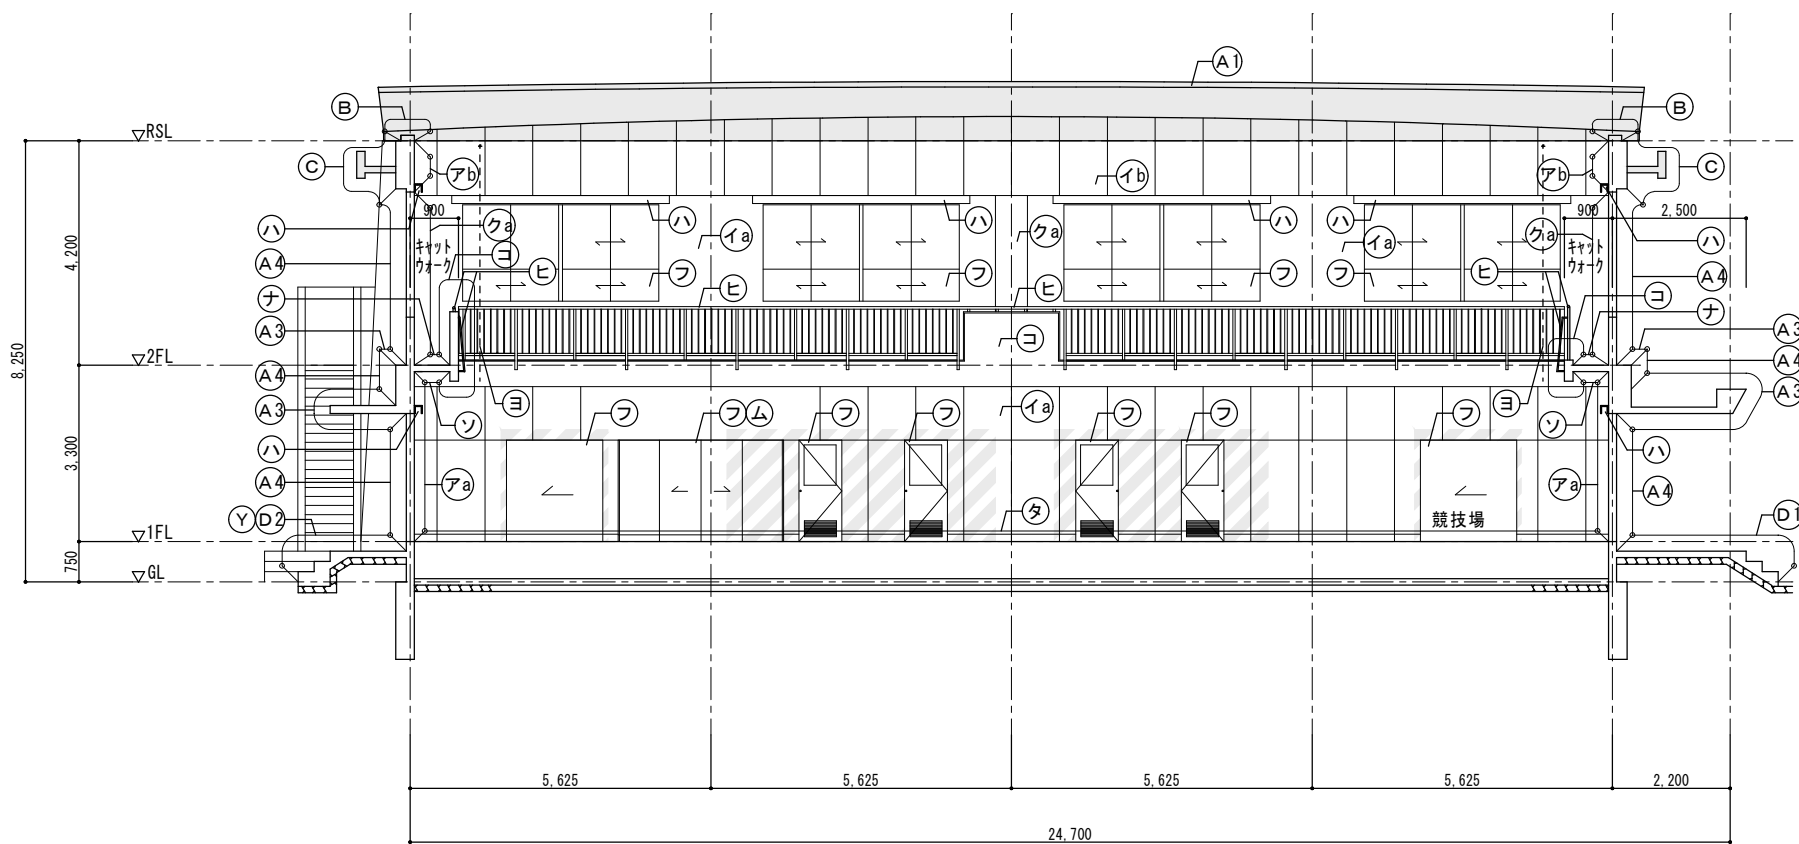 A1
B
B
▽RSL
C
アb
イb
アb
C
900
900
2,500
ハ
クa
ハ
イa
ハ
クa
ハ
イa
ハ
クa
ハ
キャット
ウォーク
キャット
ウォーク
4,200
A4
コ
ヒ
フ
フ
フ
フ
ヒ
A4
ナ
ヒ
ヒ
コ
ナ
8,250
A3
コ
A3
▽2FL
A4
A4
A3
ヨ
イa
ヨ
A3
ソ
フ
フ
ム
フ
フ
フ
フ
フ
ソ
3,300
ハ
ハ
A4
アa
アa
A4
Y
D2
タ
競技場
D1
▽1FL
750
▽GL
5,625
5,625
5,625
5,625
2,200
24,700